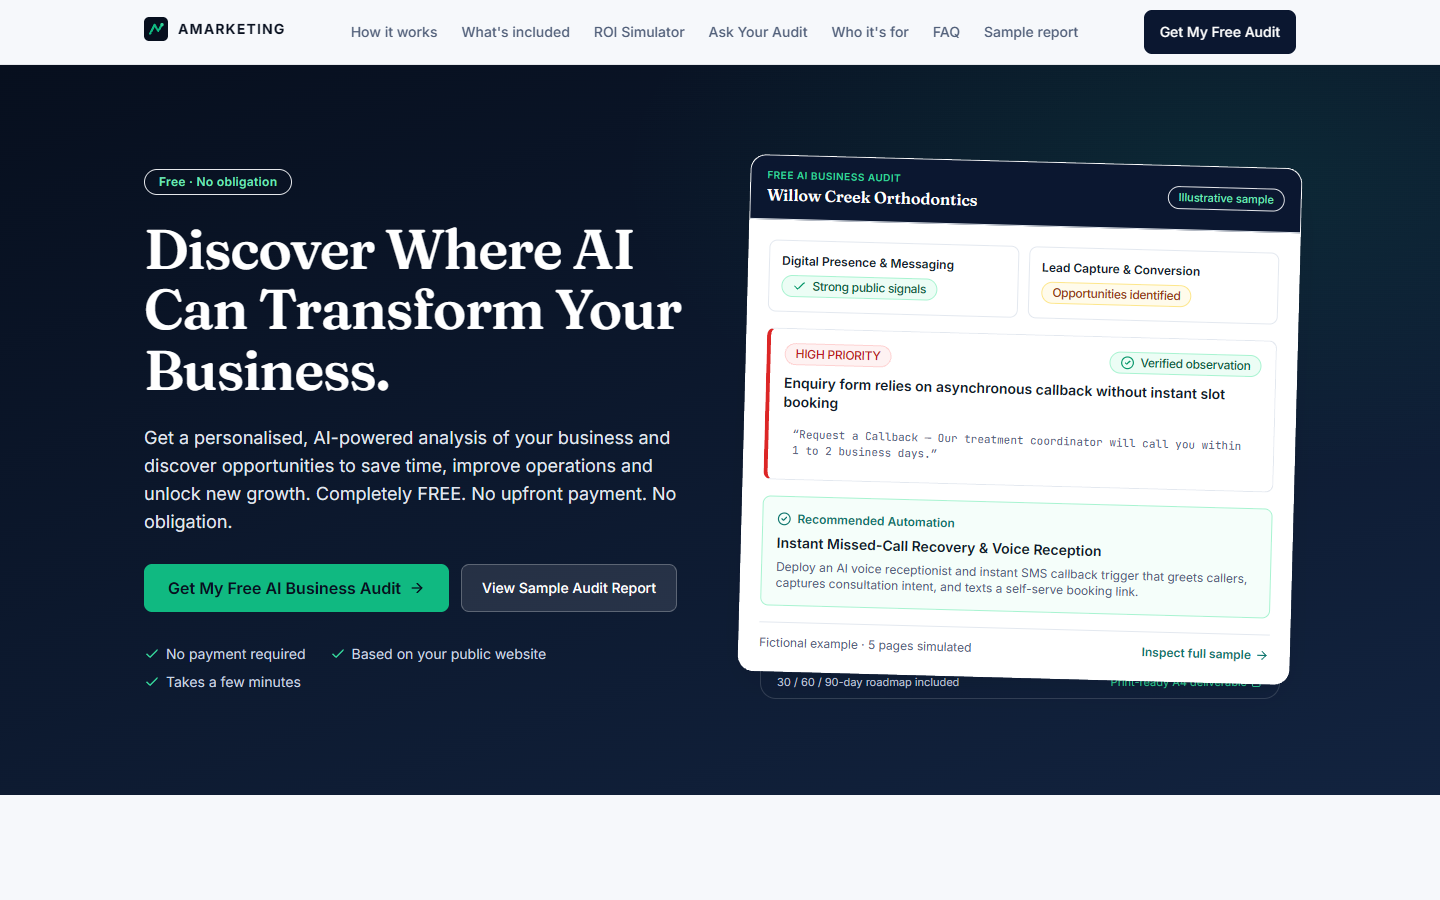 AMARKETING
How it works
What's included
ROI Simulator
Ask Your Audit
Who it's for
FAQ
Sample report
Get My Free Audit
Free · No obligation
Discover Where AI
Can Transform Your
Business.
Get a personalised, AI-powered analysis of your business and
discover opportunities to save time, improve operations and
unlock new growth. Completely FREE. No upfront payment. No
obligation.
Get My Free AI Business Audit →
View Sample Audit Report
No payment required
Based on your public website
Takes a few minutes
FREE AI BUSINESS AUDIT
Willow Creek Orthodontics
Illustrative sample
Digital Presence & Messaging
Strong public signals
Lead Capture & Conversion
Opportunities identified
HIGH PRIORITY
Verified observation
Enquiry form relies on asynchronous callback without instant slot
booking
“Request a Callback — Our treatment coordinator will call you within
1 to 2 business days.”
Recommended Automation
Instant Missed-Call Recovery & Voice Reception
Deploy an AI voice receptionist and instant SMS callback trigger that greets callers,
captures consultation intent, and texts a self-serve booking link.
Fictional example · 5 pages simulated
Inspect full sample →
30 / 60 / 90-day roadmap included
Print-ready A4 deliverable